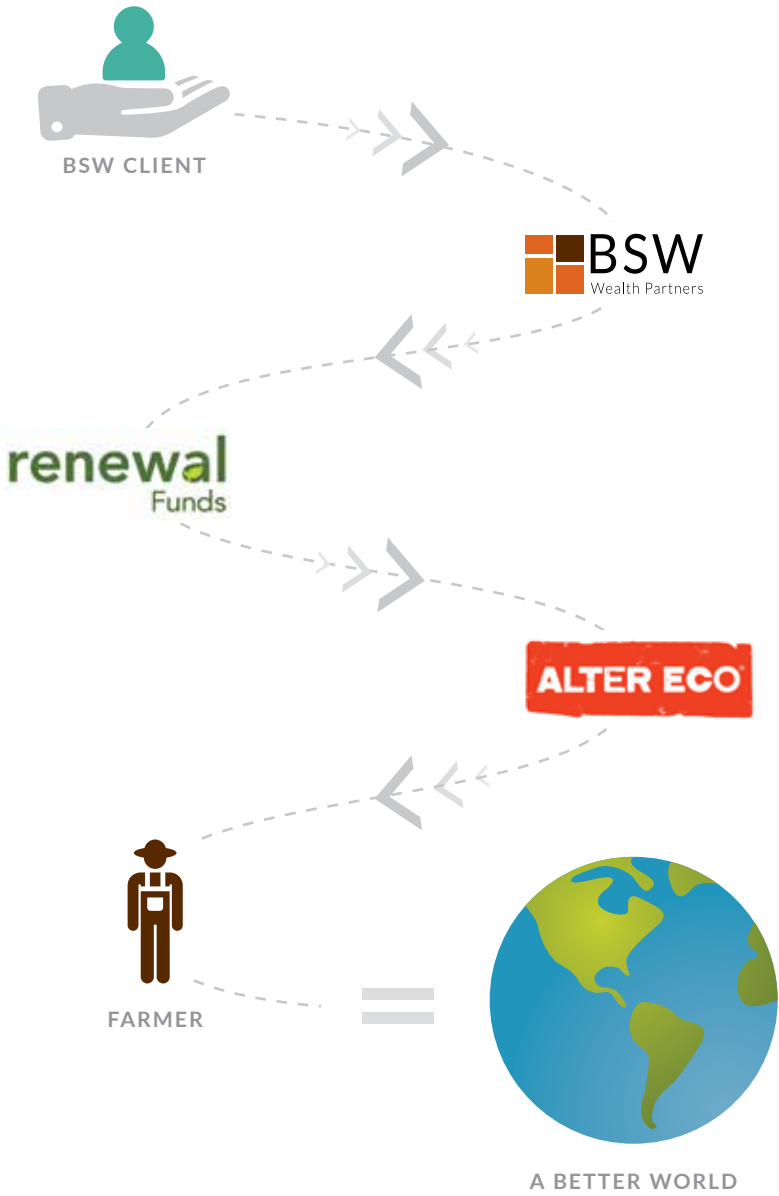 BSW CLIENT
BSW
Wealth Partners
renewal
Funds
ALTER ECO
FARMER
A BETTER WORLD